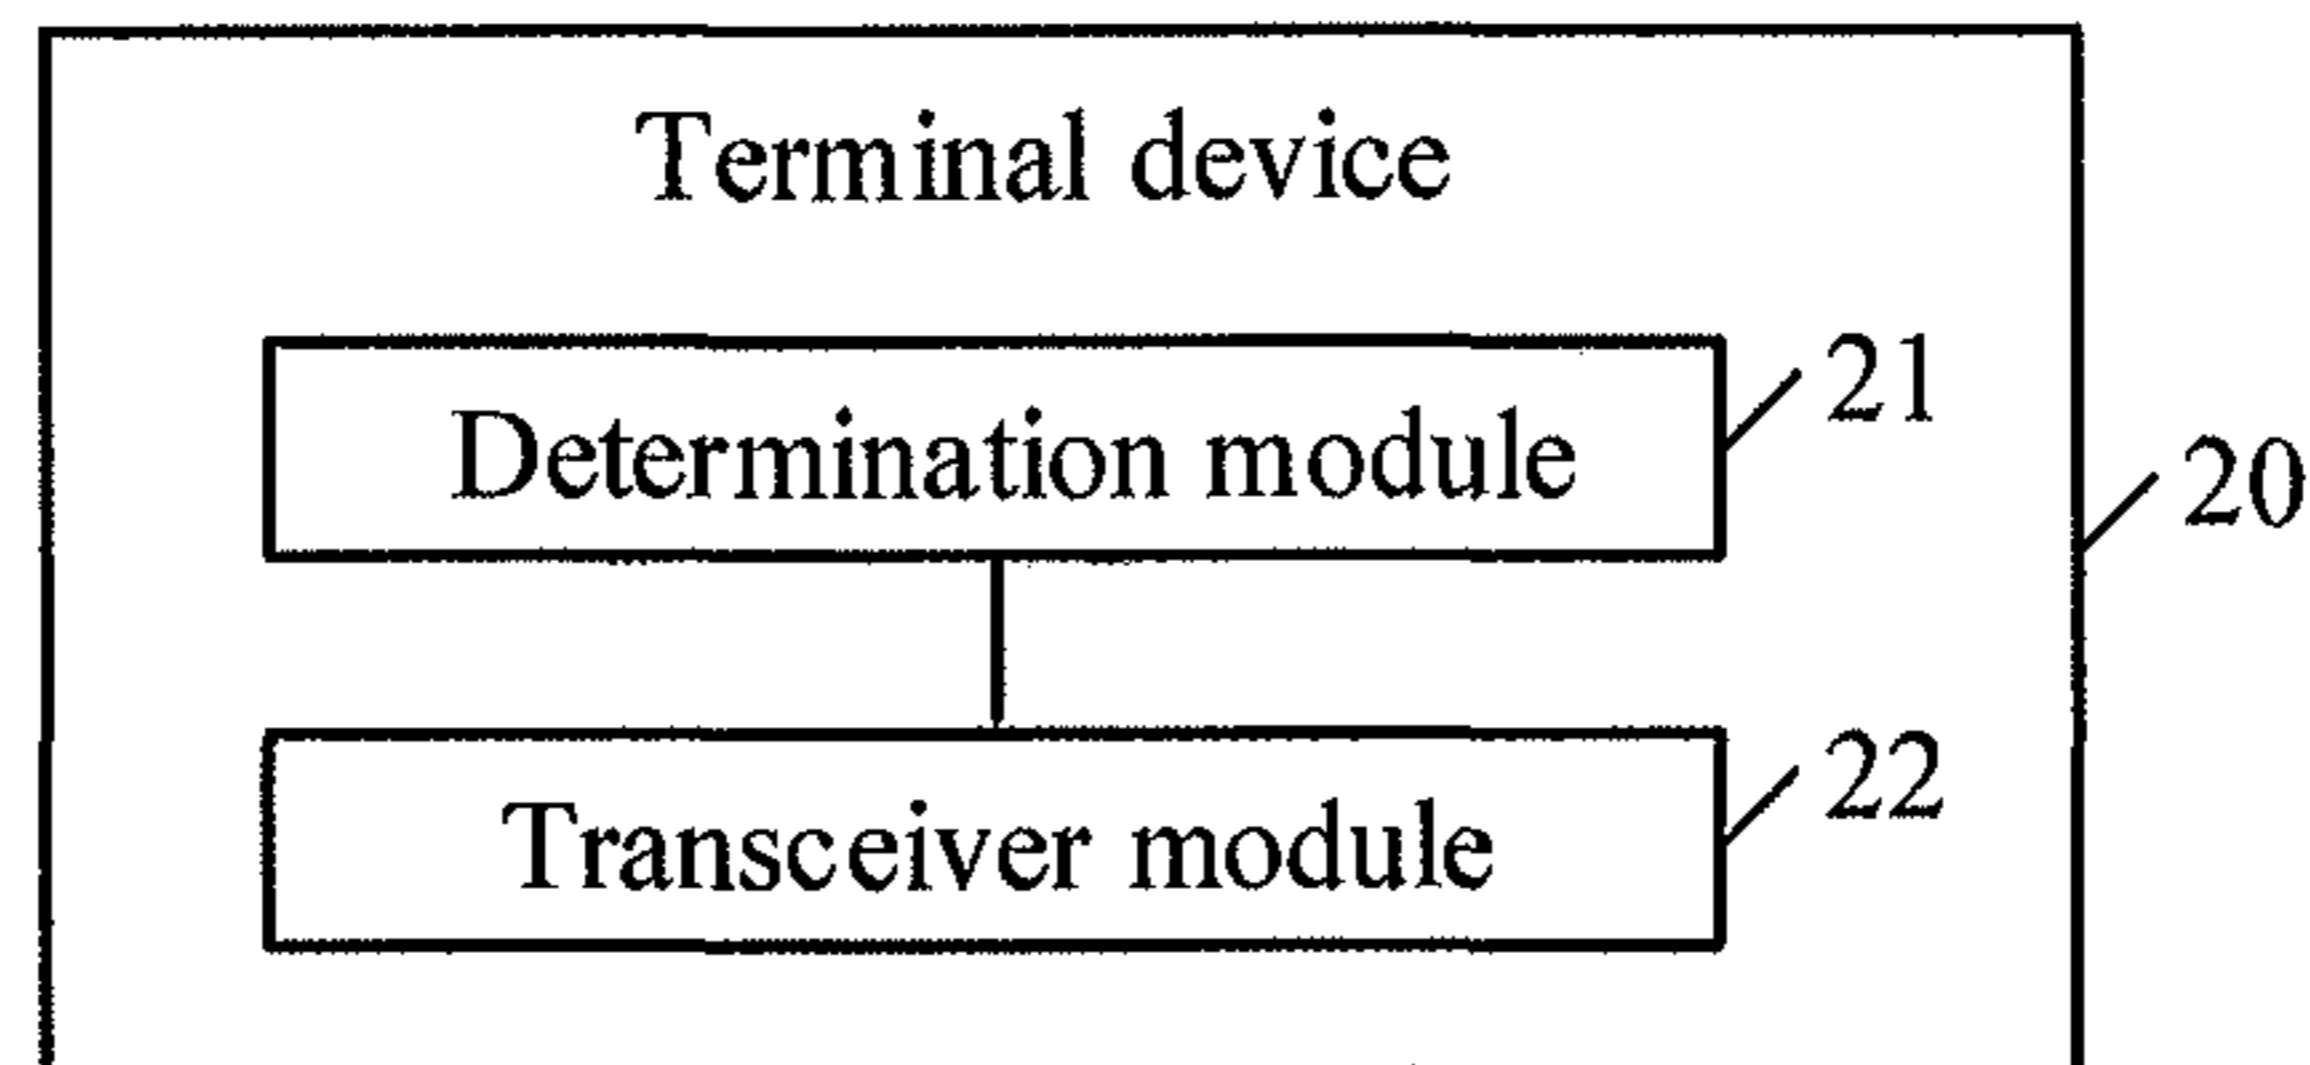 Terminal device
21
Determination module
20
22
Transceiver module